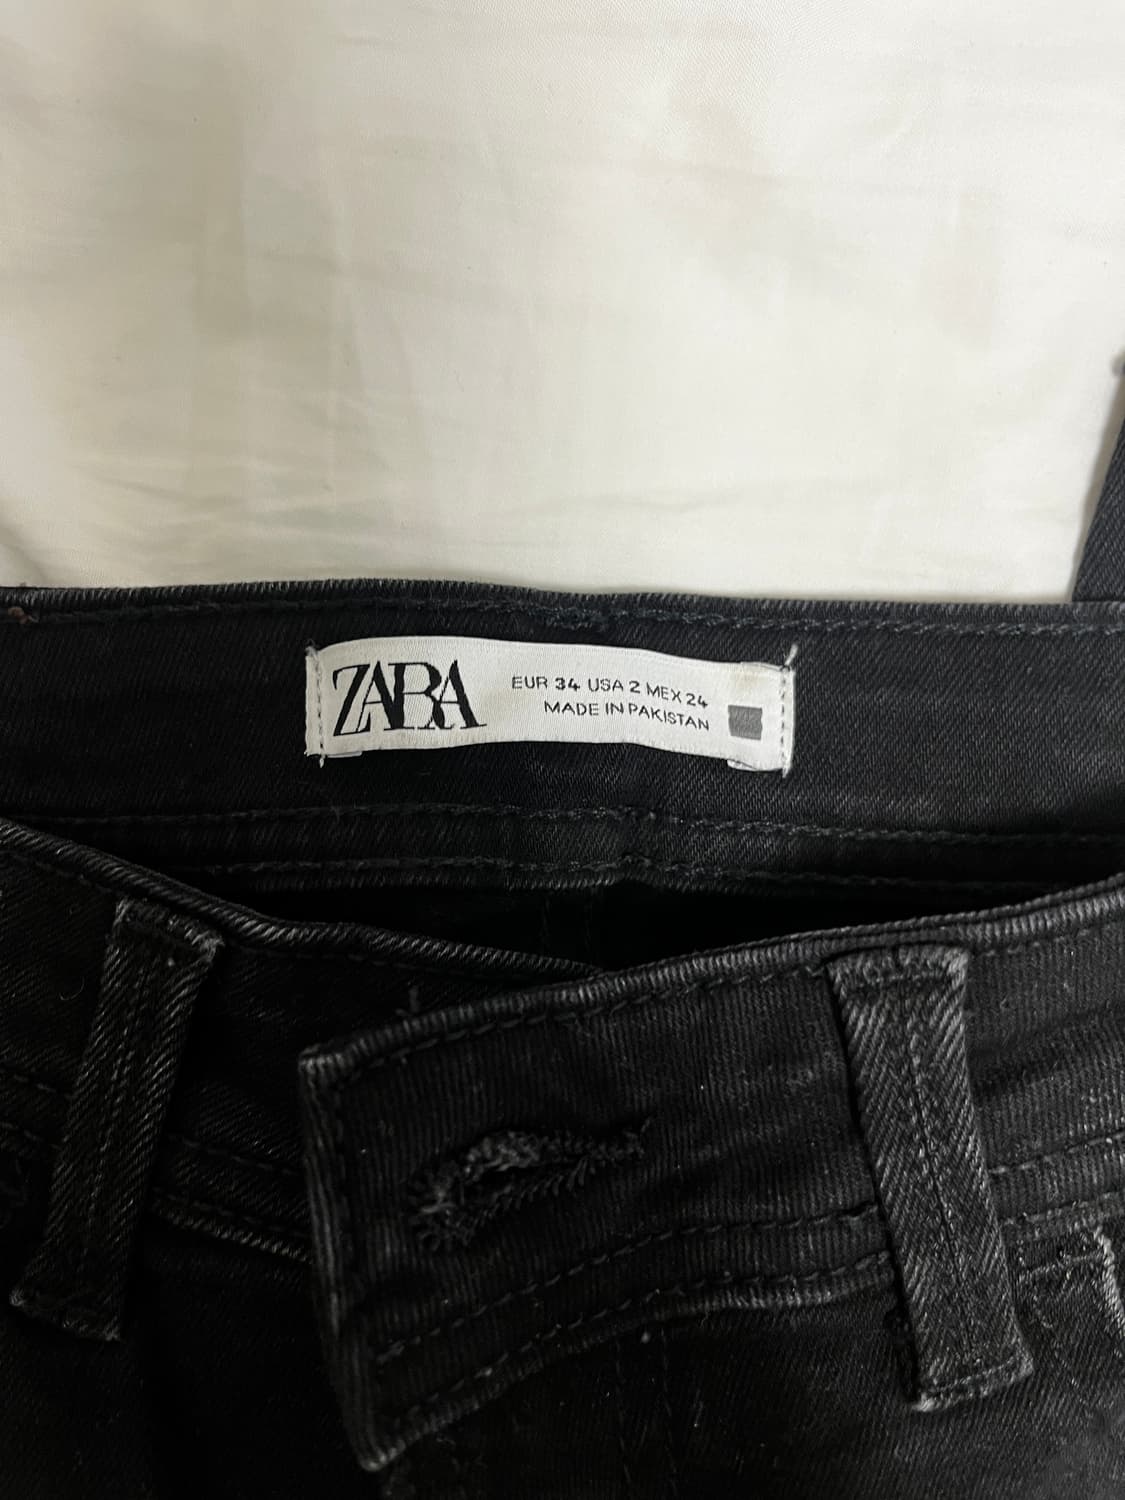 ZARA
EUR 34 USA 2 MEX 24
MADE IN PAKISTAN